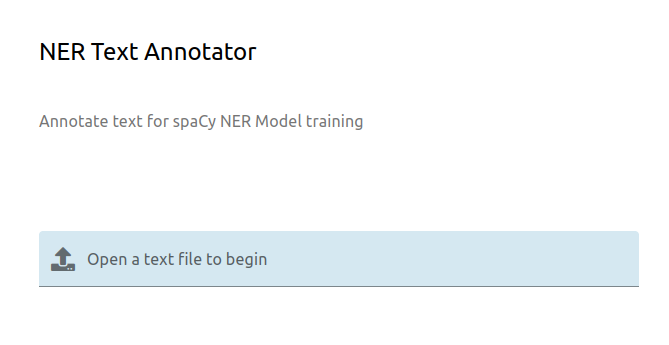 NER Text Annotator
Annotate text for spaCy NER Model training
Open a text file to begin